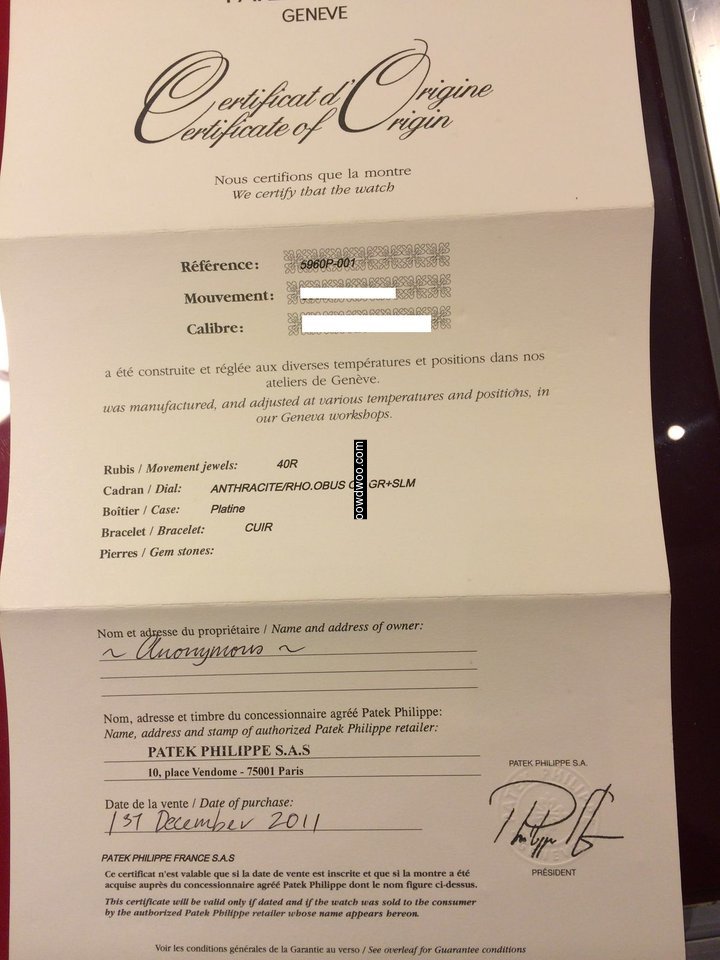 GENEVE
Certificat d'Origine
Certificate of Origin
Nous certifions que la montre
We certify that the watch
Référence: 5960P-001
Mouvement:
Calibre:
a été construite et réglée aux diverses températures et positions dans nos
ateliers de Genève.
was manufactured, and adjusted at various temperatures and positions, in
our Geneva workshops.
Rubis / Movement jewels: 40R
Cadran / Dial: ANTHRACITE/RHO.OBUS GR+SLM
Boîtier / Case: Platine
Bracelet / Bracelet: CUIR
Pierres / Gem stones:
powdwoo.com
Nom et adresse du propriétaire / Name and address of owner:
~ Anonymous ~
Nom, adresse et timbre du concessionnaire agréé Patek Philippe:
Name, address and stamp of authorized Patek Philippe retailer:
PATEK PHILIPPE S.A.S
10, place Vendome - 75001 Paris
Date de la vente / Date of purchase:
1ST December 2011
PATEK PHILIPPE S.A.
PRÉSIDENT
PATEK PHILIPPE FRANCE S.A.S
Ce certificat n'est valable que si la date de vente est inscrite et que si la montre a été
acquise auprès du concessionnaire agréé Patek Philippe dont le nom figure ci-dessus.
This certificate will be valid only if dated and if the watch was sold to the consumer
by the authorized Patek Philippe retailer whose name appears hereon.
Voir les conditions générales de la Garantie au verso / See overleaf for Guarantee conditions